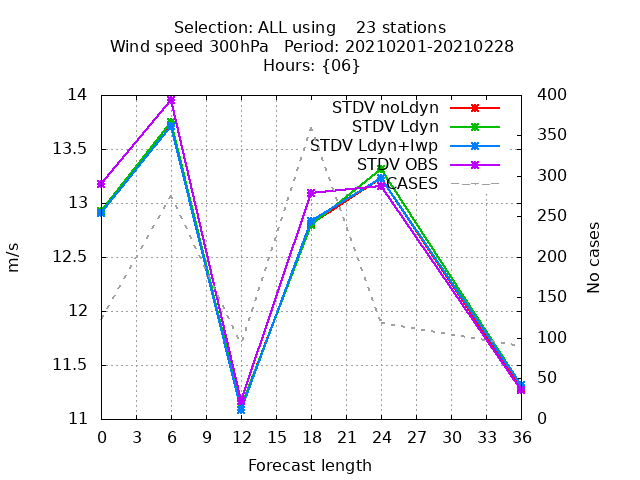 Selection: ALL using    23 stations
Wind speed 300hPa   Period: 20210201-20210228
Hours: {06}
14
13.5
13
12.5
12
11.5
11
m/s
STDV noLdyn
STDV Ldyn
STDV Ldyn+lwp
STDV OBS
CASES
400
350
300
250
200
150
100
50
0
No cases
0 3 6 9 12 15 18 21 24 27 30 33 36
Forecast length